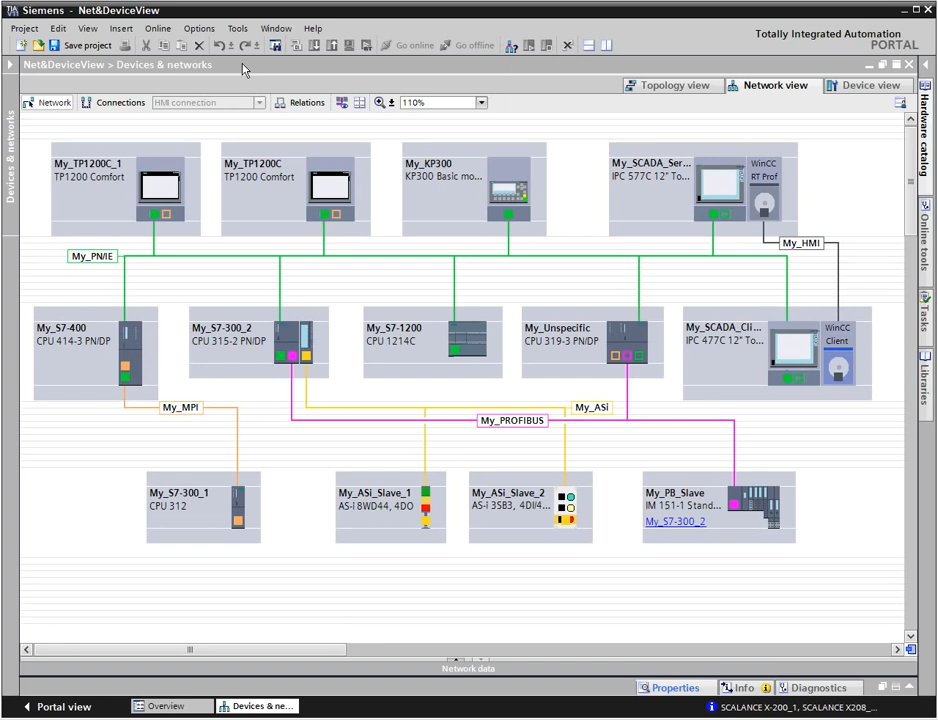 Siemens - Net&DeviceView
Project Edit View Insert Online Options Tools Window Help
Save project
Go online
Go offline
Totally Integrated Automation
PORTAL
Net&DeviceView > Devices & networks
Topology view
Network view
Device view
Network
Connections
HMI connection
Relations
110%
Devices & networks
Hardware catalog
Online tools
Tasks
Libraries
My_TP1200C_1
TP1200 Comfort
My_TP1200C
TP1200 Comfort
My_KP300
KP300 Basic mo...
My_SCADA_Ser...
IPC 577C 12" To...
WinCC
RT Prof
My_HMI
My_PN/IE
My_S7-400
CPU 414-3 PN/DP
My_S7-300_2
CPU 315-2 PN/DP
My_S7-1200
CPU 1214C
My_Unspecific
CPU 319-3 PN/DP
My_SCADA_Cli...
IPC 477C 12" To...
WinCC
Client
My_MPI
My_ASi
My_PROFIBUS
My_S7-300_1
CPU 312
My_ASi_Slave_1
AS-i 8WD44, 4DO
My_ASi_Slave_2
AS-i 3SB3, 4DI/4...
My_PB_Slave
IM 151-1 Stand...
My_S7-300_2
Network data
Properties
Info
Diagnostics
Portal view
Overview
Devices & ne...
SCALANCE X-200_1, SCALANCE X208_...